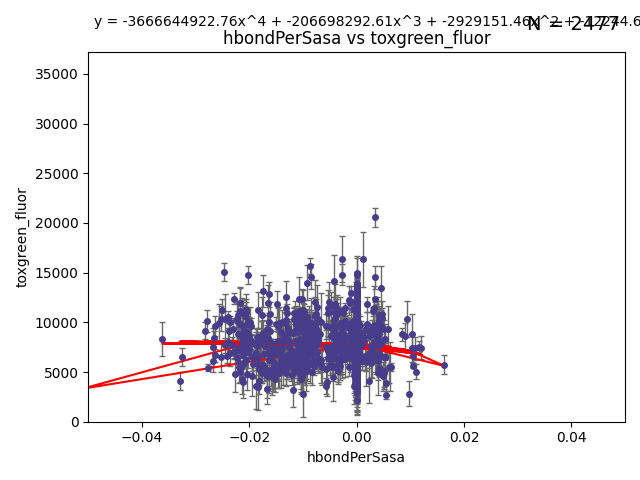 y = -3666644922.76x^4 + -206698292.61x^3 + -2929151.46x^2 +
N = 2477
hbondPerSasa vs toxgreen_fluor
35000
30000
25000
20000
15000
10000
5000
0
toxgreen_fluor
−0.04
−0.02
0.00
0.02
0.04
hbondPerSasa